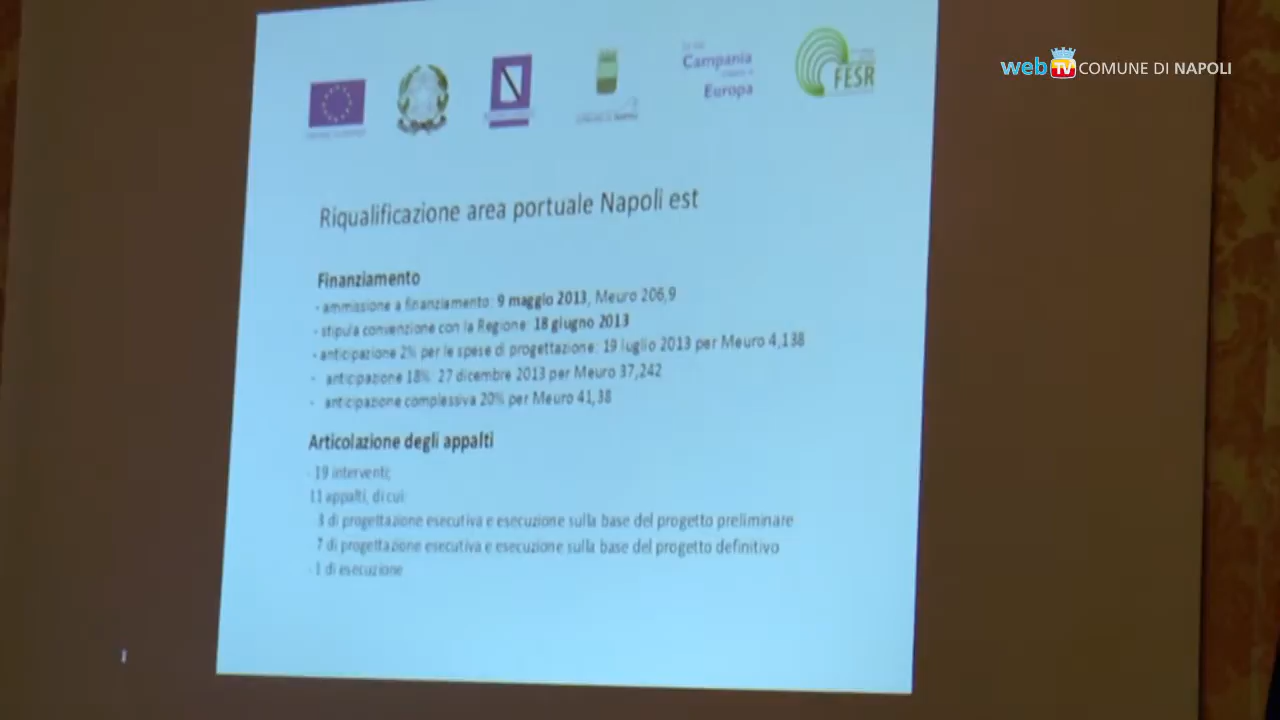 web TV COMUNE DI NAPOLI
Campania
Europa
FESR
Riqualificazione area portuale Napoli est
Finanziamento
- ammissione a finanziamento: 9 maggio 2013, Meuro 206,9
- stipula convenzione con la Regione: 18 giugno 2013
- anticipazione 2% per le spese di progettazione: 19 luglio 2013 per Meuro 4,138
- anticipazione 18%: 27 dicembre 2013 per Meuro 37,242
- anticipazione complessiva 20% per Meuro 41,38
Articolazione degli appalti
- 19 interventi;
11 appalti, di cui
3 di progettazione esecutiva e esecuzione sulla base del progetto preliminare
7 di progettazione esecutiva e esecuzione sulla base del progetto definitivo
- 1 di esecuzione